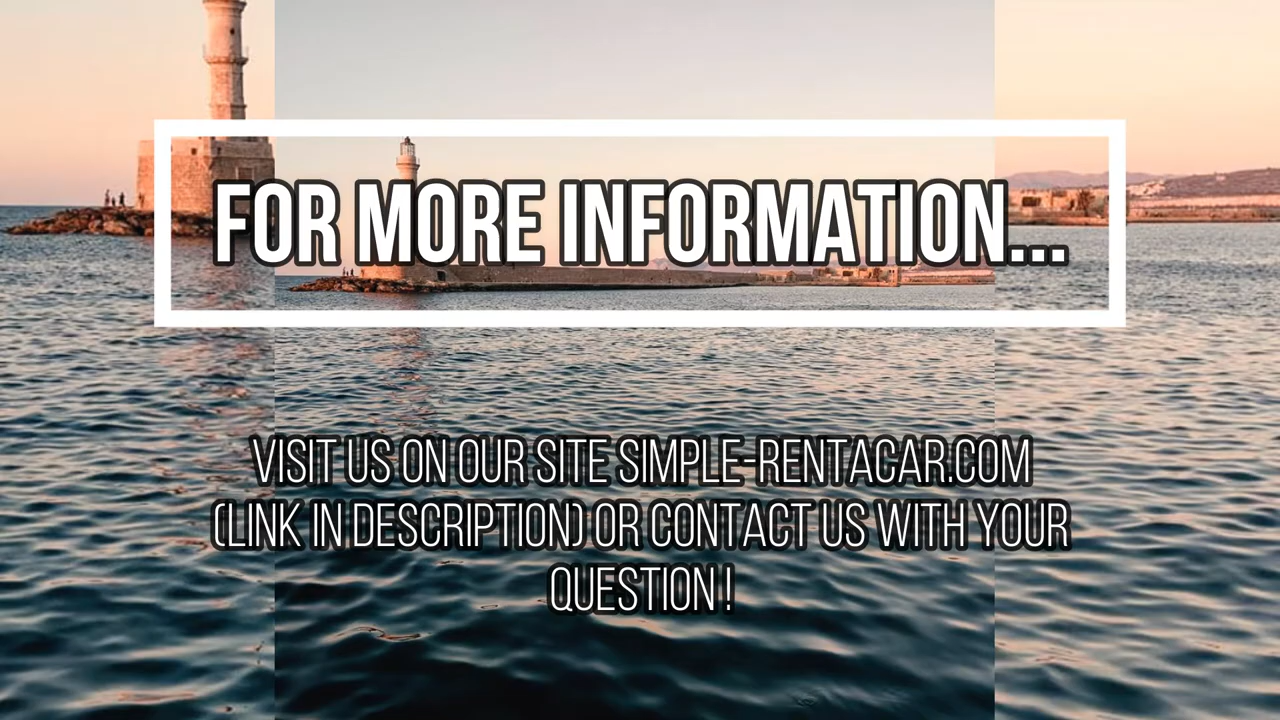 FOR MORE INFORMATION...
VISIT US ON OUR SITE SIMPLE-RENTACAR.COM
(LINK IN DESCRIPTION) OR CONTACT US WITH YOUR
QUESTION !